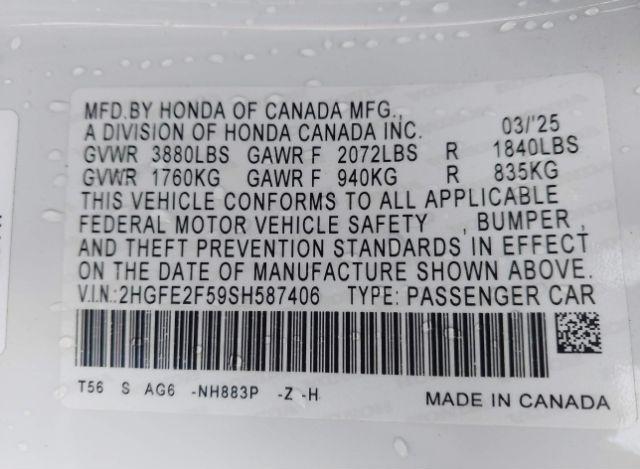 MFD.BY HONDA OF CANADA MFG.,
A DIVISION OF HONDA CANADA INC. 03/'25
GVWR 3880LBS GAWR F 2072LBS R 1840LBS
GVWR 1760KG GAWR F 940KG R 835KG
THIS VEHICLE CONFORMS TO ALL APPLICABLE
FEDERAL MOTOR VEHICLE SAFETY , BUMPER ,
AND THEFT PREVENTION STANDARDS IN EFFECT
ON THE DATE OF MANUFACTURE SHOWN ABOVE.
V.I.N.:2HGFE2F59SH587406 TYPE: PASSENGER CAR
T56 S AG6 -NH883P -Z -H
MADE IN CANADA